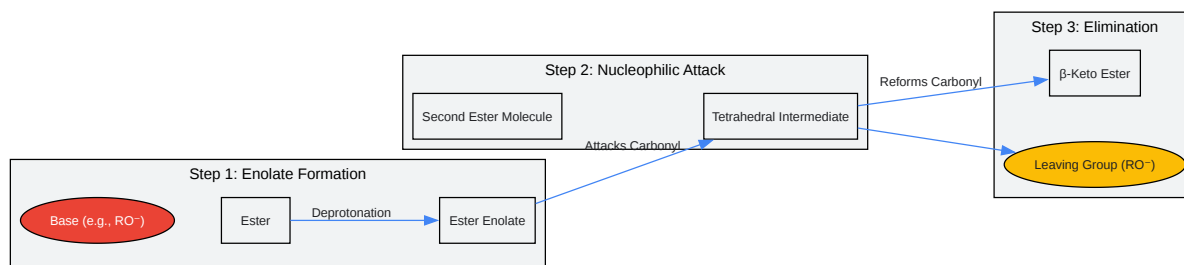 Step 1: Enolate Formation
Base (e.g., RO⁻)
Ester
Deprotonation
Ester Enolate
Step 2: Nucleophilic Attack
Second Ester Molecule
Tetrahedral Intermediate
Attacks Carbonyl
Step 3: Elimination
Reforms Carbonyl
β-Keto Ester
Leaving Group (RO⁻)